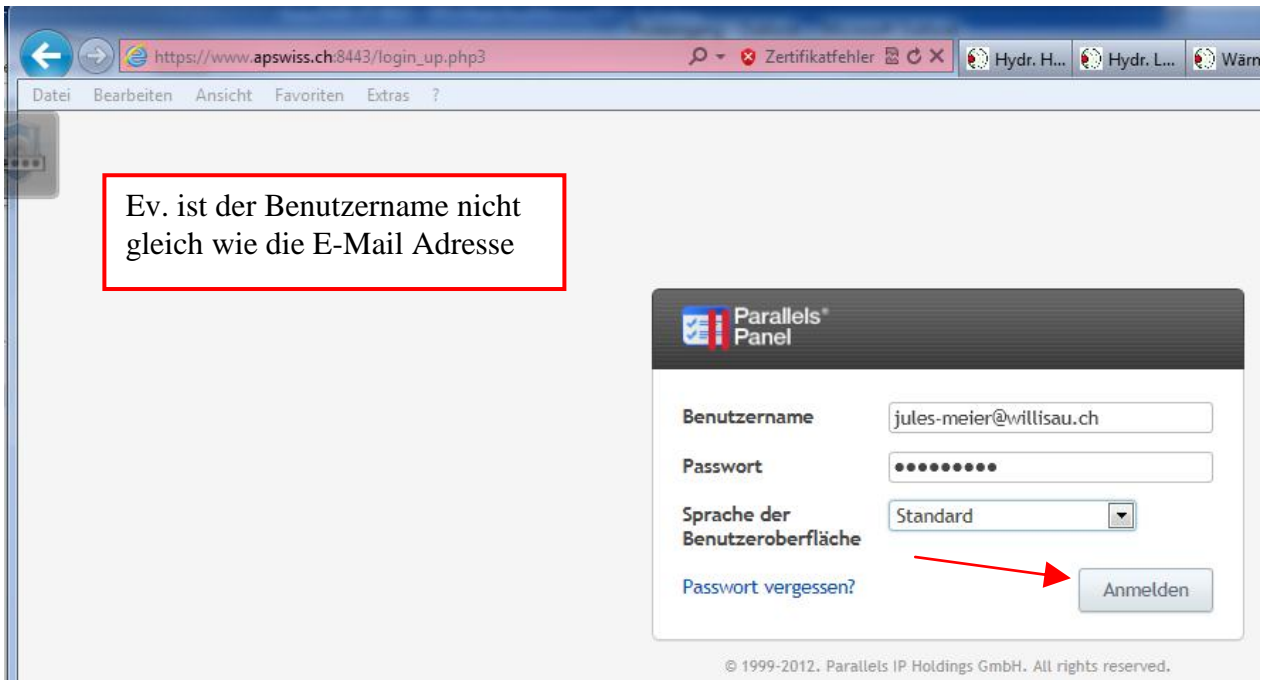 https://www.apswiss.ch:8443/login_up.php3
Zertifikatfehler
Hydr. H...
Hydr. L...
Wärm
Datei Bearbeiten Ansicht Favoriten Extras ?
Ev. ist der Benutzername nicht
gleich wie die E-Mail Adresse
Parallels®
Panel
Benutzername
jules-meier@willisau.ch
Passwort
•••••••••
Sprache der
Benutzeroberfläche
Standard
Passwort vergessen?
Anmelden
© 1999-2012. Parallels IP Holdings GmbH. All rights reserved.